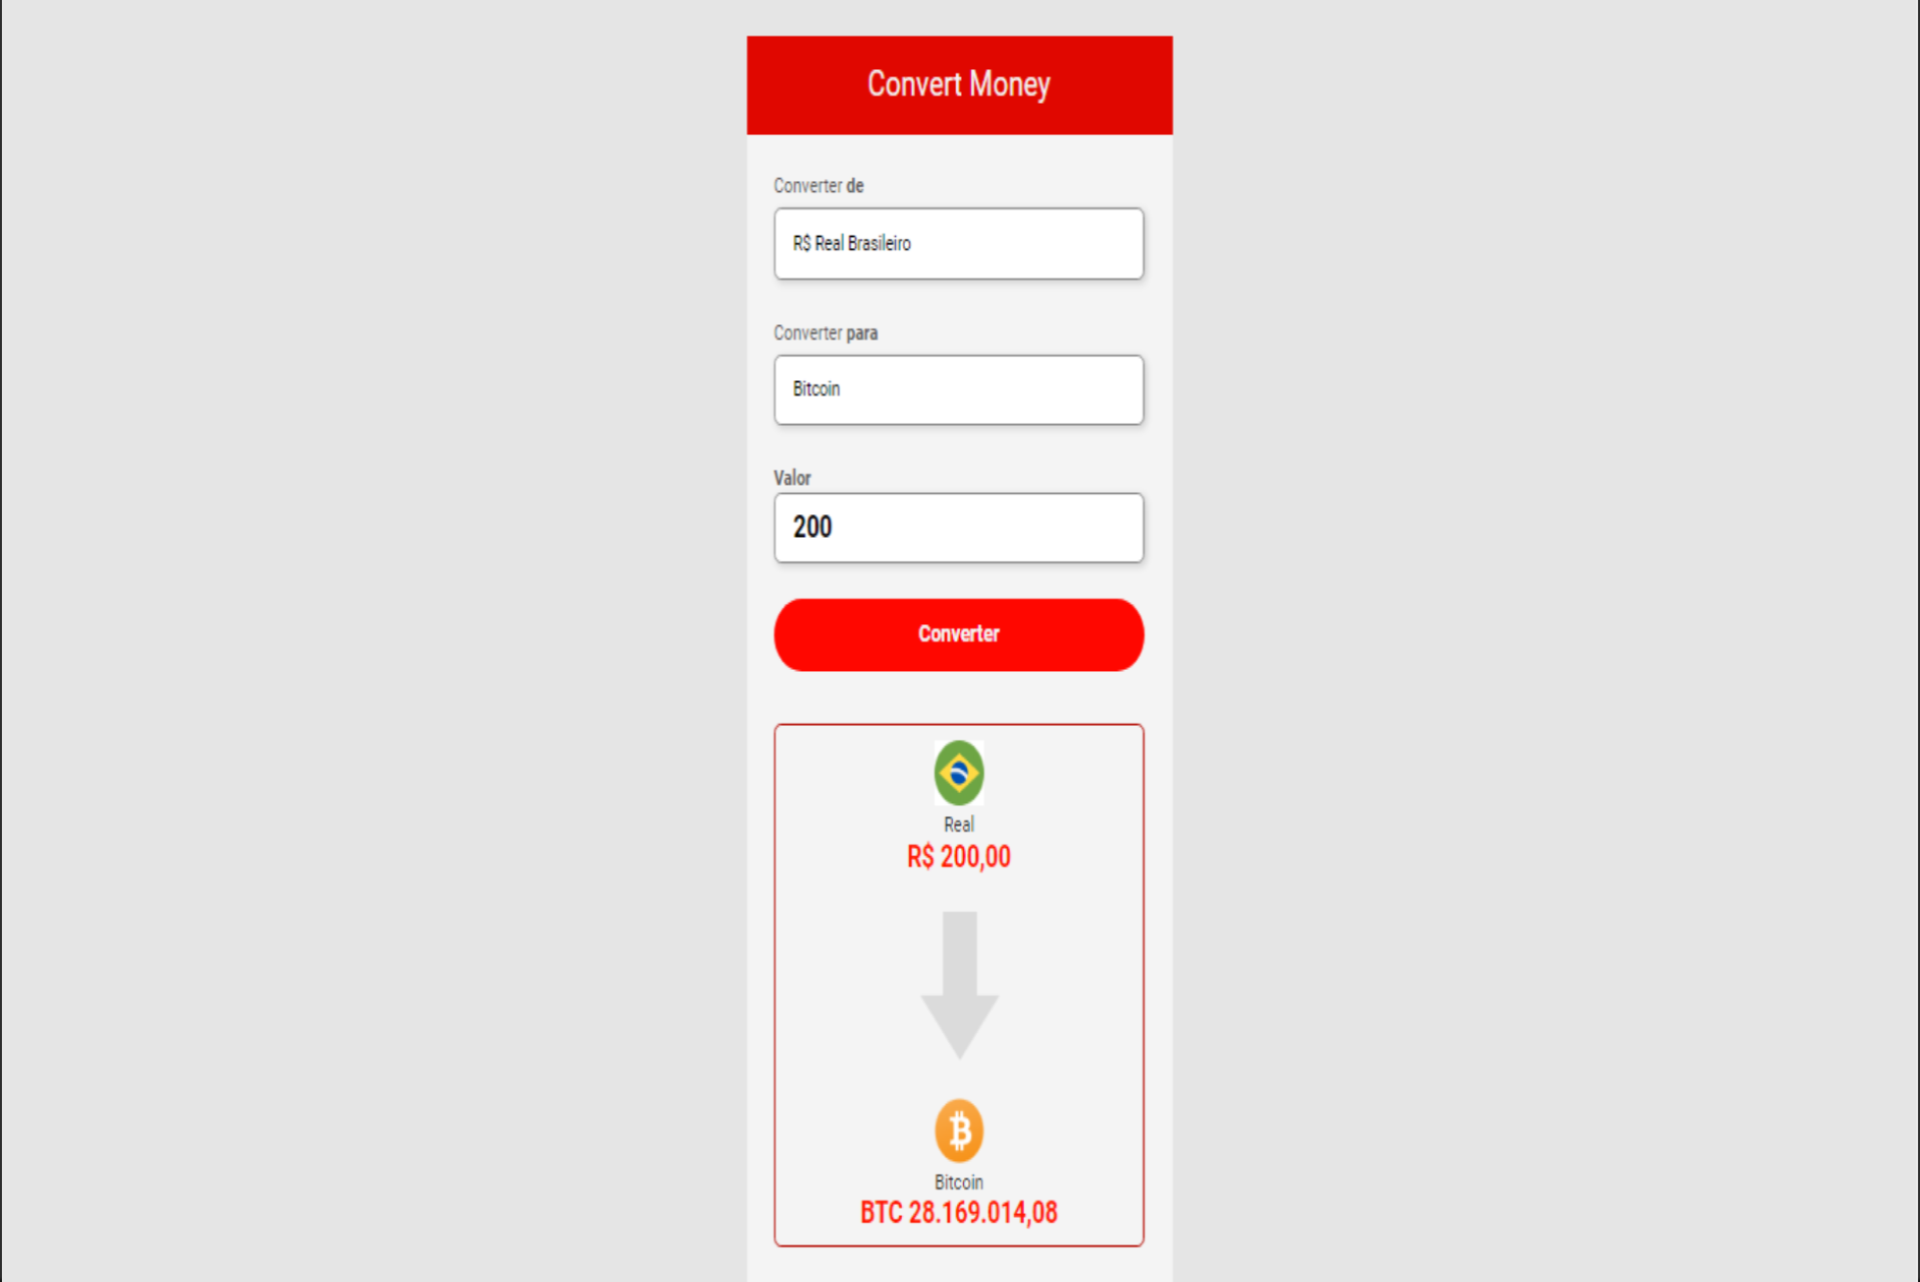 Convert Money
Converter de
R$ Real Brasileiro
Converter para
Bitcoin
Valor
200
Converter
Real
R$ 200,00
Bitcoin
BTC 28.169.014,08